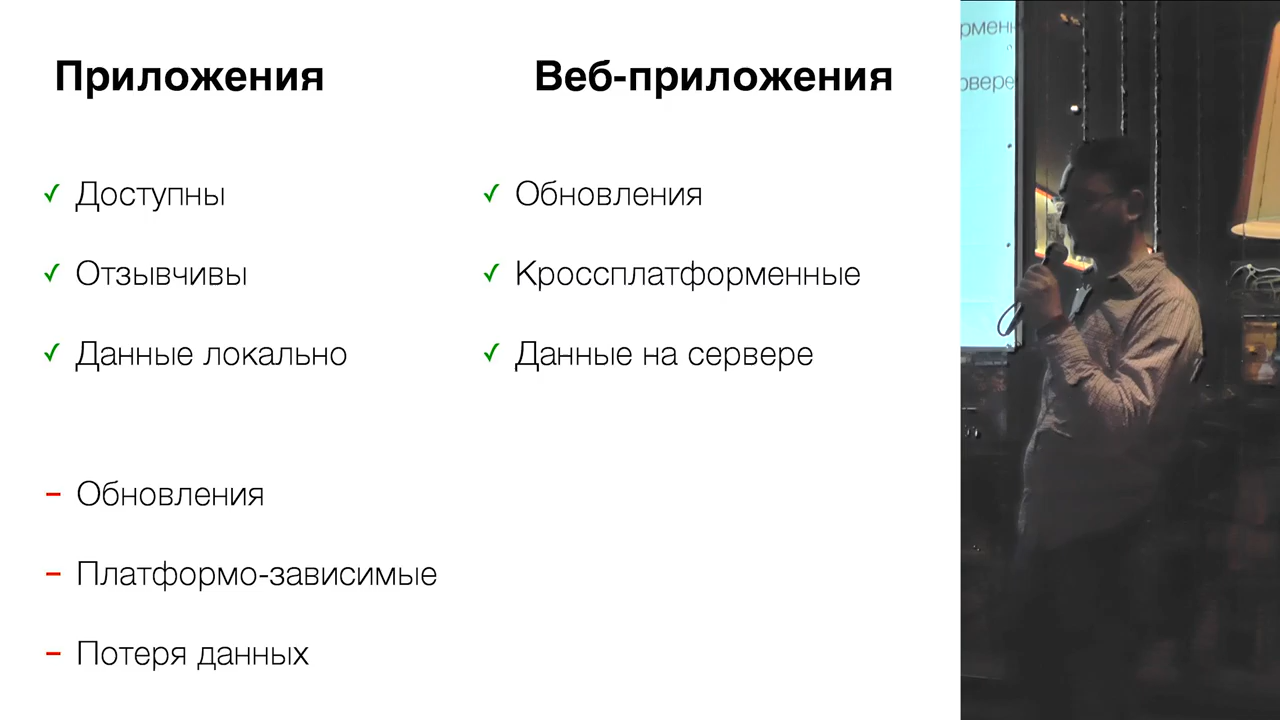 Приложения
✓ Доступны
✓ Отзывчивы
✓ Данные локально
– Обновления
– Платформо-зависимые
– Потеря данных
Веб-приложения
✓ Обновления
✓ Кроссплатформенные
✓ Данные на сервере